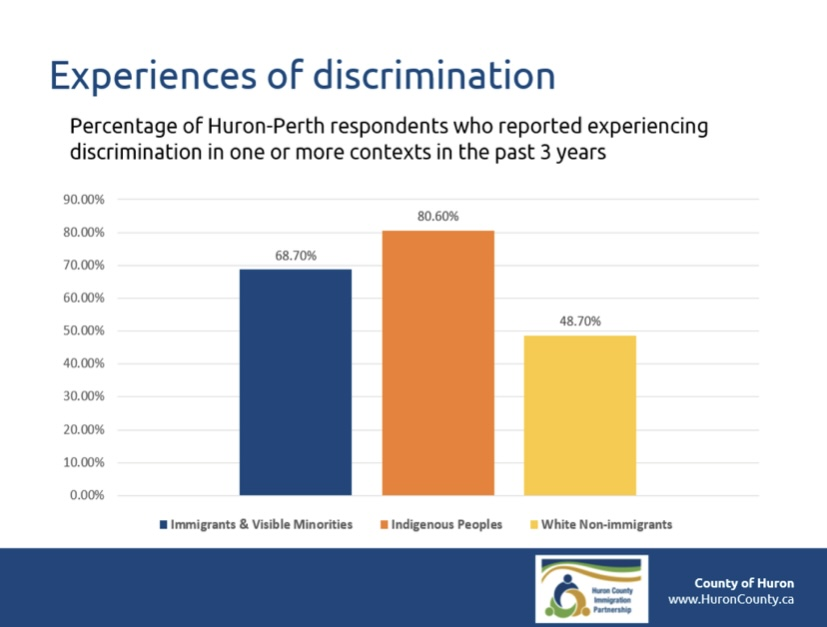 Experiences of discrimination
Percentage of Huron-Perth respondents who reported experiencing
discrimination in one or more contexts in the past 3 years
90.00%
80.00%
70.00%
60.00%
50.00%
40.00%
30.00%
20.00%
10.00%
0.00%
68.70%
80.60%
48.70%
Immigrants & Visible Minorities
Indigenous Peoples
White Non-immigrants
Huron County
Immigration
Partnership
County of Huron
www.HuronCounty.ca